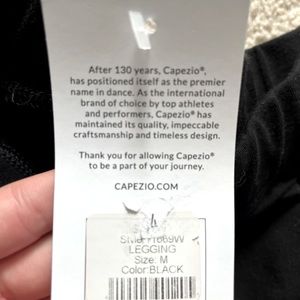 After 130 years, Capezio®,
has positioned itself as the premier
name in dance. As the international
brand of choice by top athletes
and performers, Capezio® has
maintained its quality, impeccable
craftsmanship and timeless design.
Thank you for allowing Capezio®
to be a part of your journey.
CAPEZIO.COM
LEGGING
Size: M
Color:BLACK